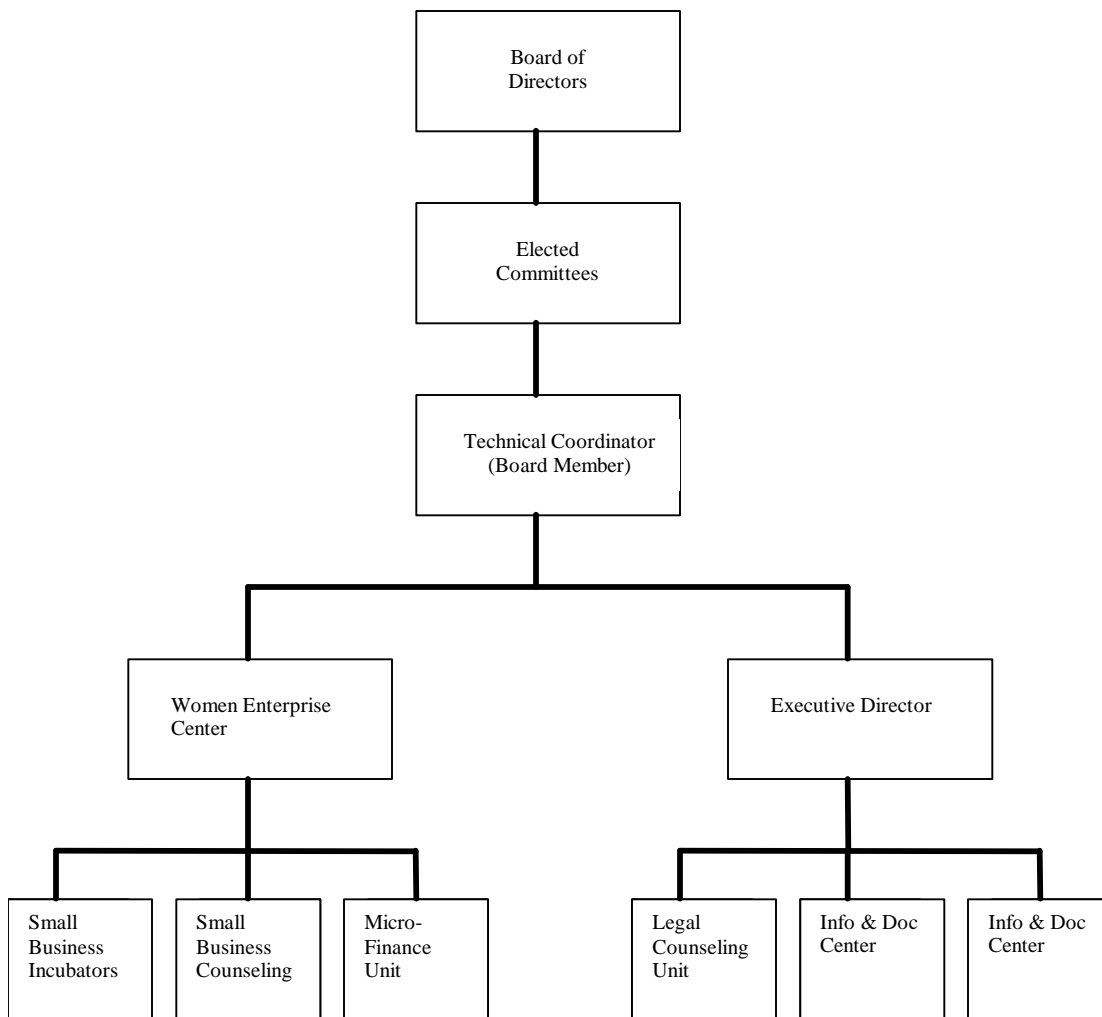 Board of
Directors
Elected
Committees
Technical Coordinator
(Board Member)
Women Enterprise
Center
Executive Director
Small
Business
Incubators
Small
Business
Counseling
Micro-
Finance
Unit
Legal
Counseling
Unit
Info & Doc
Center
Info & Doc
Center